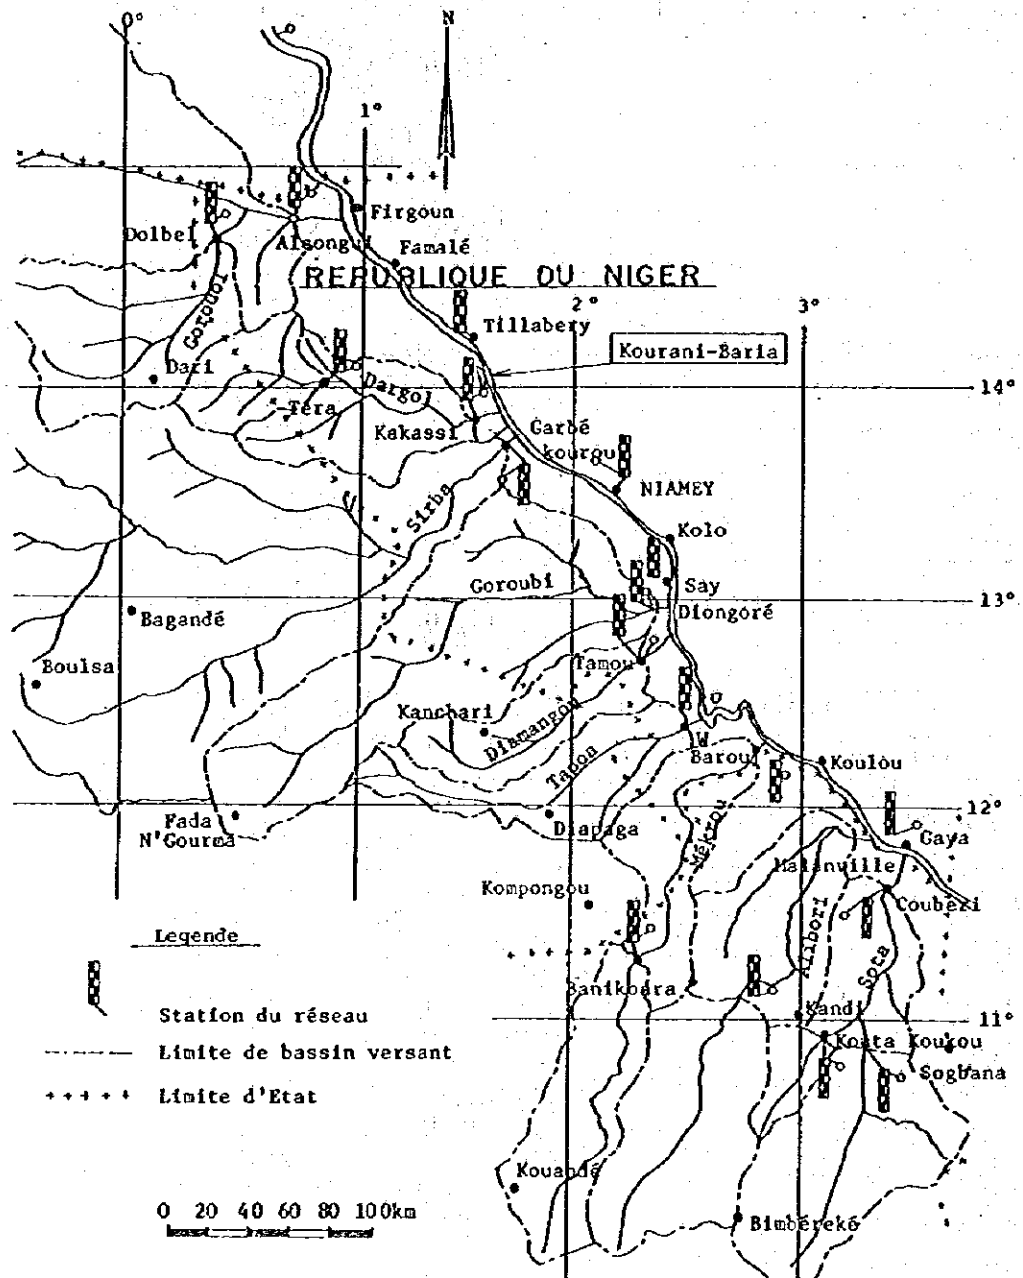 0°
N
1°
Firgoun
Dolbel
Alsongui
Famalé
REPUBLIQUE DU NIGER
Gorouol
2°
3°
Tillabery
Kourani-Baria
Dari
Dargol
14°
Téra
Kakassi
Garbé
kourou
NIAMEY
Sirba
Kolo
Goroubi
Say
13°
Diongoré
Bagandé
Boulsa
Tamou
Kanchari
Diamangou
W
Barou
Koulou
Tapoa
12°
Fada
N'Gourma
Diapaga
Mékrou
Gaya
Malanville
Kompongou
Coubéri
Alibori
Sota
Legende
Banikoara
Kandi
11°
Station du réseau
Kouta Koukou
Limite de bassin versant
Sogbana
Limite d'Etat
Kouandé
0 20 40 60 80 100km
Bimbéreké